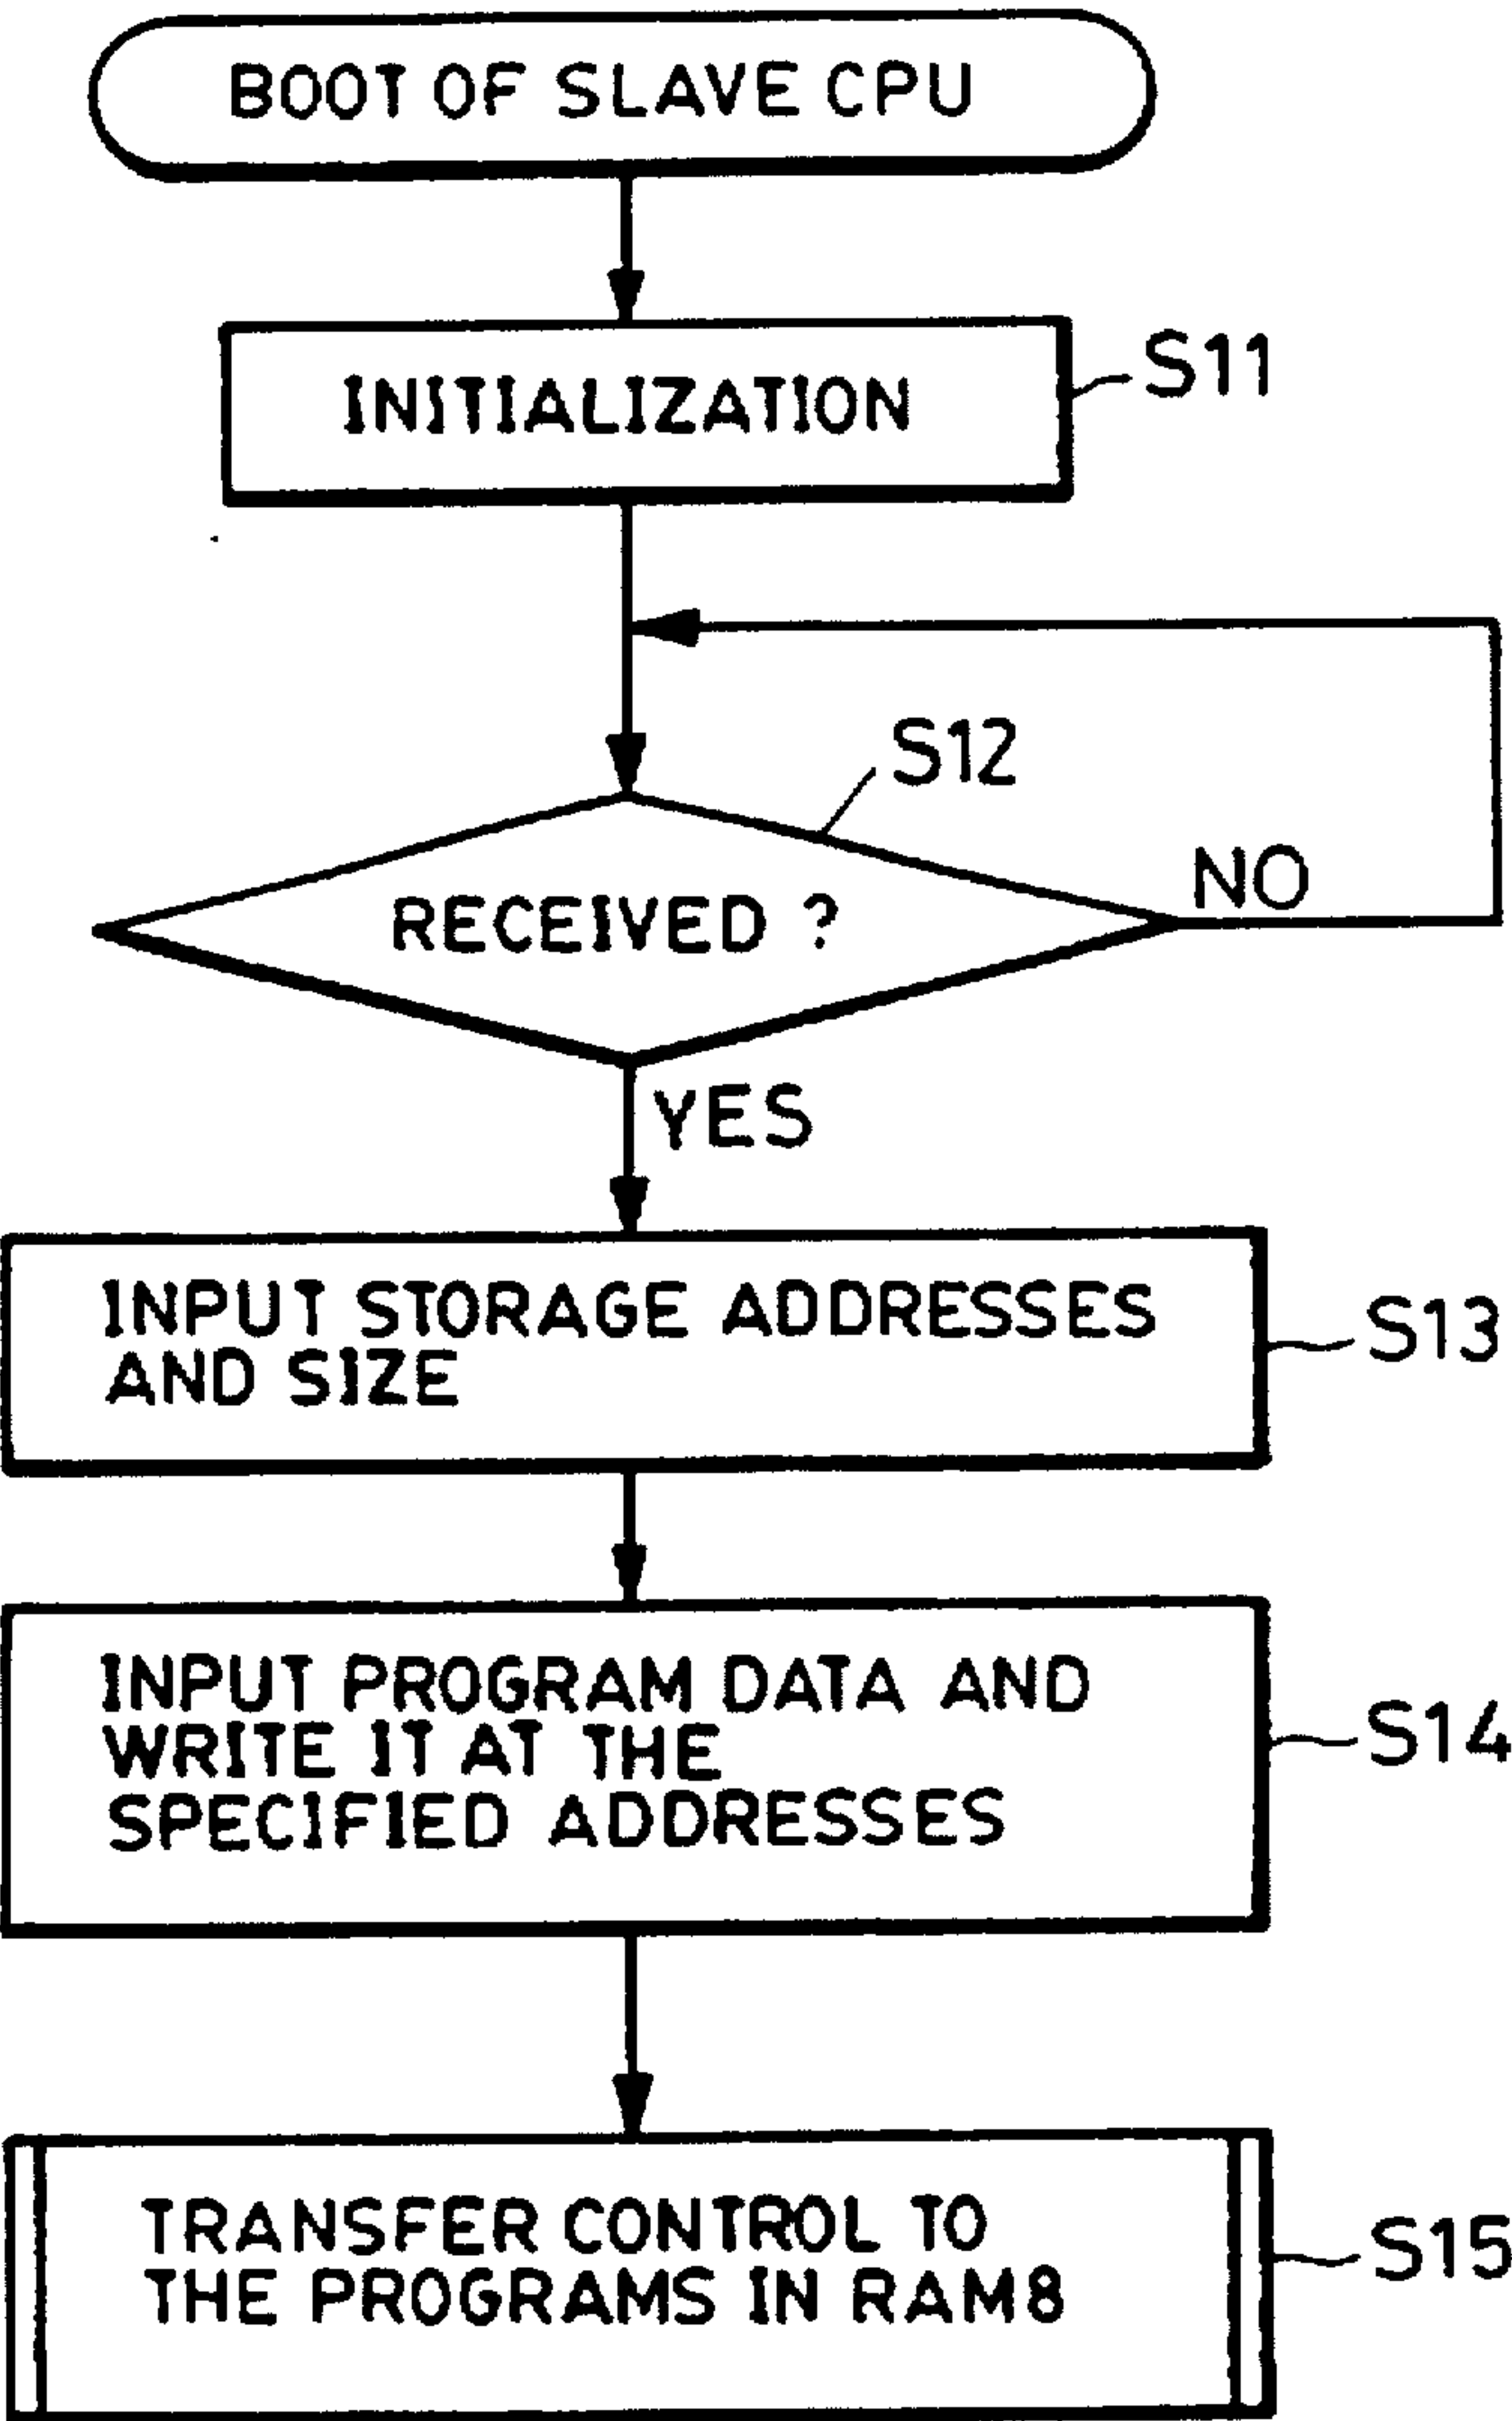 BOOT OF SLAVE CPU
INITIALIZATION
S11
S12
RECEIVED ?
NO
YES
INPUT STORAGE ADDRESSES
AND SIZE
S13
INPUT PROGRAM DATA AND
WRITE IT AT THE
SPECIFIED ADDRESSES
S14
TRANSFER CONTROL TO
THE PROGRAMS IN RAM8
S15